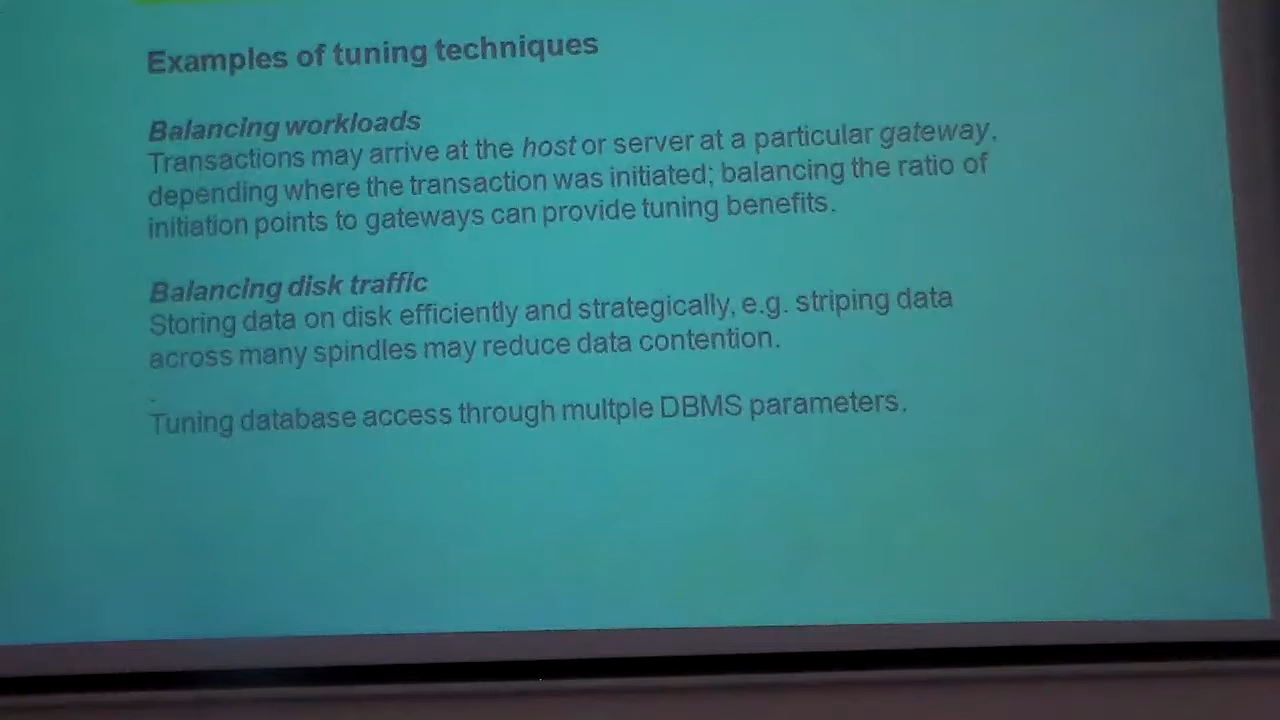 Examples of tuning techniques
Balancing workloads
Transactions may arrive at the host or server at a particular gateway,
depending where the transaction was initiated; balancing the ratio of
initiation points to gateways can provide tuning benefits.
Balancing disk traffic
Storing data on disk efficiently and strategically, e.g. striping data
across many spindles may reduce data contention.
Tuning database access through multple DBMS parameters.